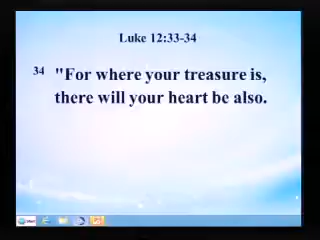 Luke 12:33-34
34 "For where your treasure is,
there will your heart be also.